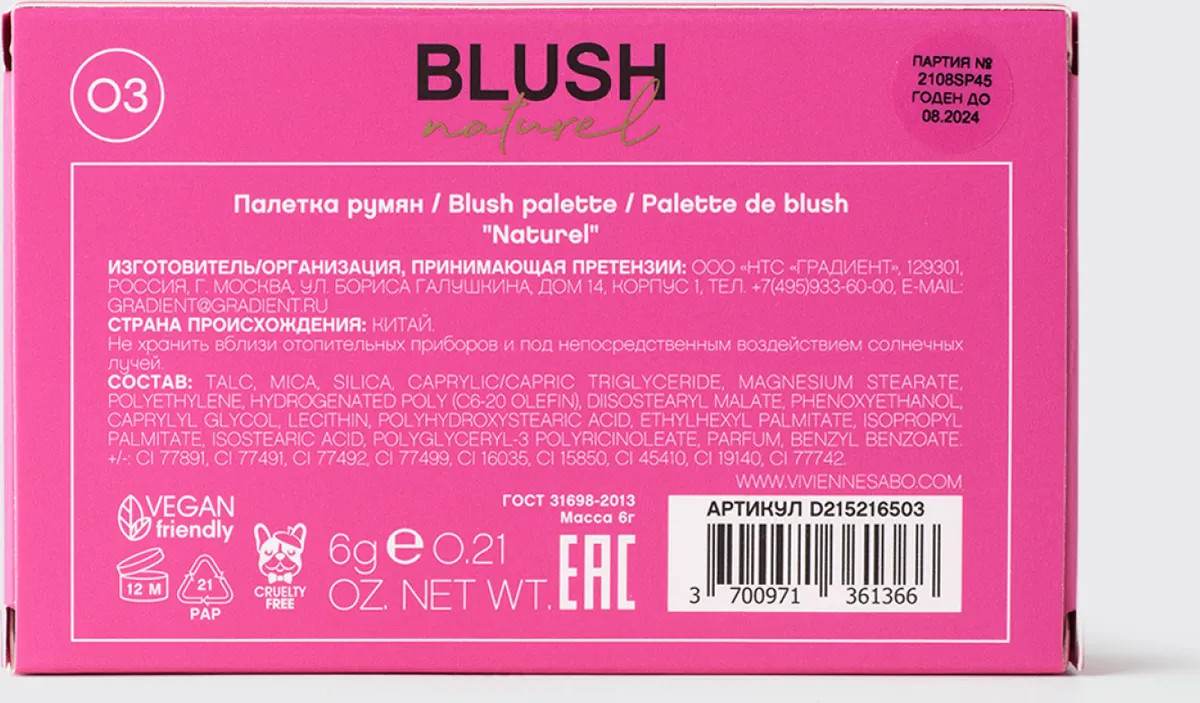 03
BLUSH
naturel
ПАРТИЯ №
2108SP45
ГОДЕН ДО
08.2024
Палетка румян / Blush palette / Palette de blush
"Naturel"
ИЗГОТОВИТЕЛЬ/ОРГАНИЗАЦИЯ, ПРИНИМАЮЩАЯ ПРЕТЕНЗИИ: ООО «НТС «ГРАДИЕНТ», 129301,
РОССИЯ, Г. МОСКВА, УЛ. БОРИСА ГАЛУШКИНА, ДОМ 14, КОРПУС 1, ТЕЛ. +7(495)933-60-00, E-MAIL:
GRADIENT@GRADIENT.RU
СТРАНА ПРОИСХОЖДЕНИЯ: КИТАЙ.
Не хранить вблизи отопительных приборов и под непосредственным воздействием солнечных
лучей.
СОСТАВ: TALC, MICA, SILICA, CAPRYLIC/CAPRIC TRIGLYCERIDE, MAGNESIUM STEARATE,
POLYETHYLENE, HYDROGENATED POLY (C6-20 OLEFIN), DIISOSTEARYL MALATE, PHENOXYETHANOL,
CAPRYLYL GLYCOL, LECITHIN, POLYHYDROXYSTEARIC ACID, ETHYLHEXYL PALMITATE, ISOPROPYL
PALMITATE, ISOSTEARIC ACID, POLYGLYCERYL-3 POLYRICINOLEATE, PARFUM, BENZYL BENZOATE.
+/-: CI 77891, CI 77491, CI 77492, CI 77499, CI 16035, CI 15850, CI 45410, CI 19140, CI 77742.
WWW.VIVIENNESABO.COM
VEGAN
friendly
12 M
21
PAP
CRUELTY
FREE
ГОСТ 31698-2013
Масса 6г
6g e 0.21
OZ. NET WT.
EAC
АРТИКУЛ D215216503
3 700971 361366